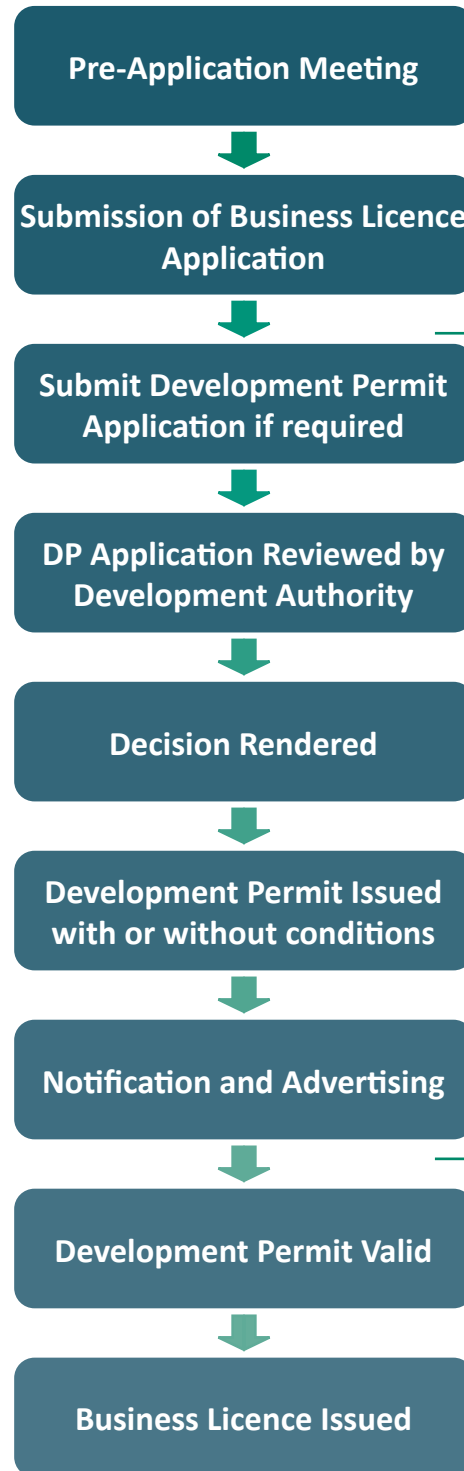 Pre-Application Meeting
Submission of Business Licence
Application
Submit Development Permit
Application if required
DP Application Reviewed by
Development Authority
Decision Rendered
Development Permit Issued
with or without conditions
Notification and Advertising
Development Permit Valid
Business Licence Issued